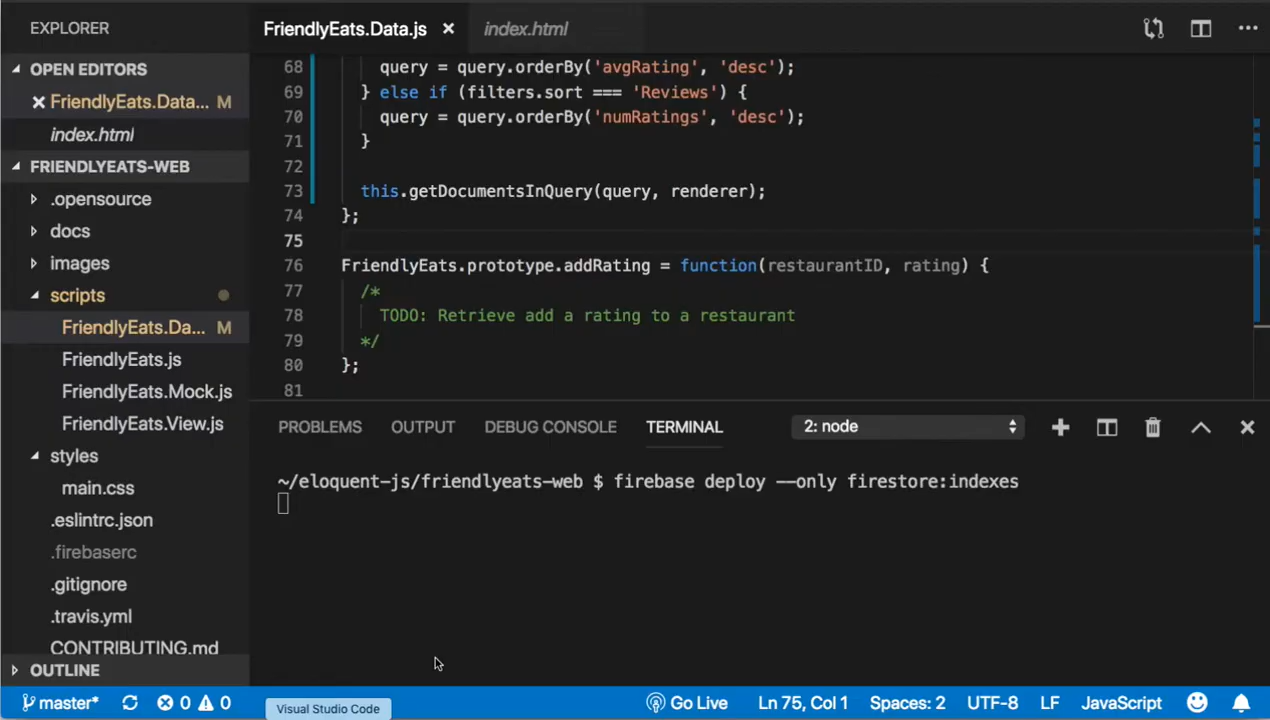 EXPLORER
FriendlyEats.Data.js ×
index.html
OPEN EDITORS
FriendlyEats.Data... M
index.html
FRIENDLYEATS-WEB
.opensource
docs
images
scripts
FriendlyEats.Da... M
FriendlyEats.js
FriendlyEats.Mock.js
FriendlyEats.View.js
styles
main.css
.eslintrc.json
.firebaserc
.gitignore
.travis.yml
CONTRIBUTING.md
OUTLINE
68 query = query.orderBy('avgRating', 'desc');
69 } else if (filters.sort === 'Reviews') {
70 query = query.orderBy('numRatings', 'desc');
71 }
72
73 this.getDocumentsInQuery(query, renderer);
74 };
75
76 FriendlyEats.prototype.addRating = function(restaurantID, rating) {
77 /*
78 TODO: Retrieve add a rating to a restaurant
79 */
80 };
81
PROBLEMS OUTPUT DEBUG CONSOLE TERMINAL 2: node
~/eloquent-js/friendlyeats-web $ firebase deploy --only firestore:indexes
master* 0 0 Go Live Ln 75, Col 1 Spaces: 2 UTF-8 LF JavaScript
Visual Studio Code